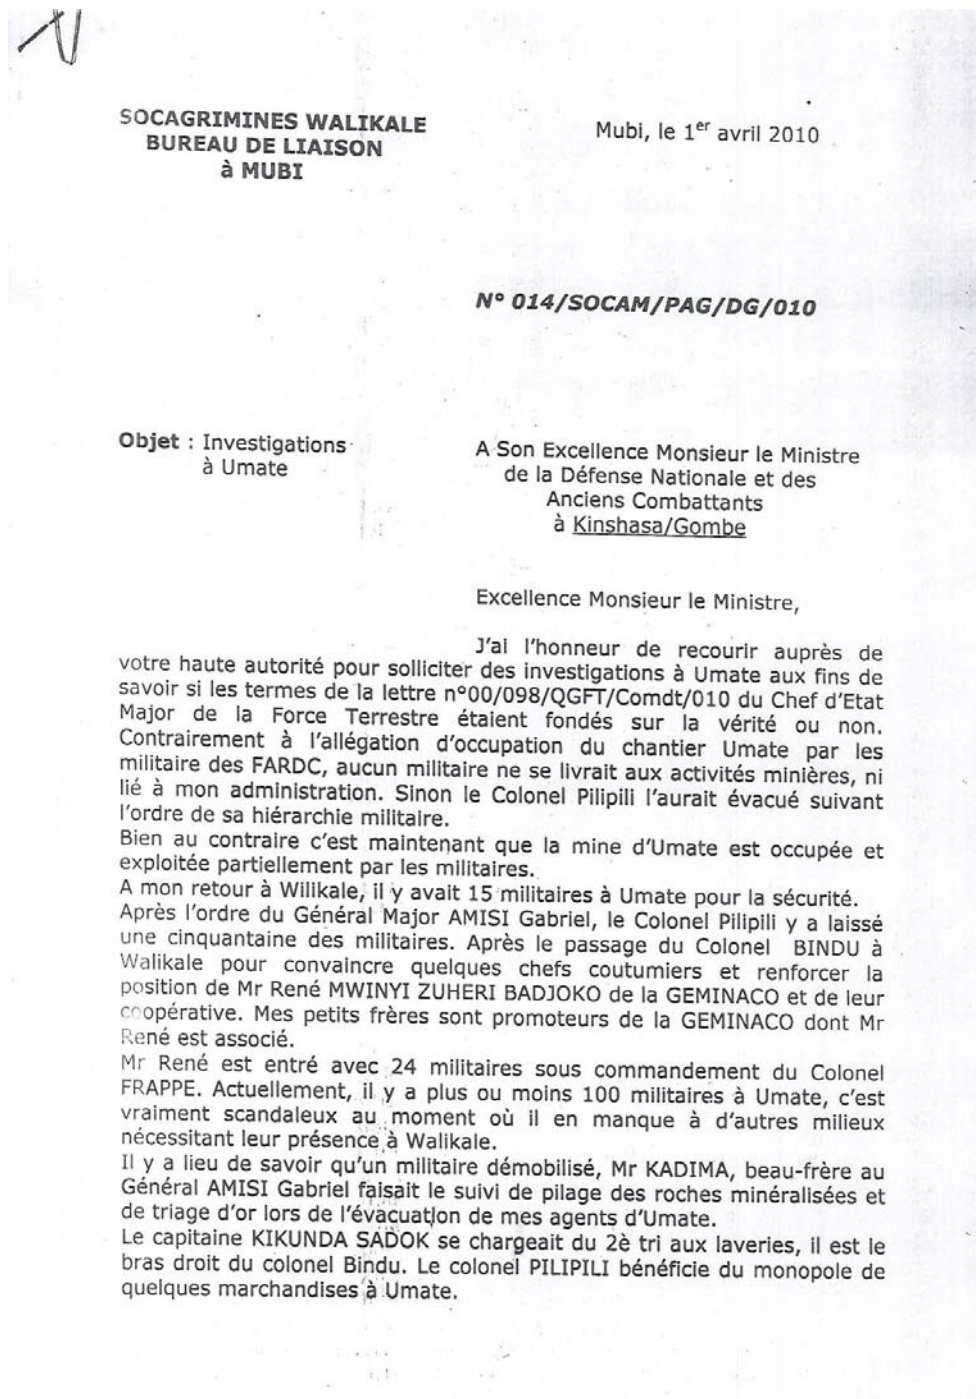 SOCAGRIMINES WALIKALE
BUREAU DE LIAISON
à MUBI
Mubi, le 1er avril 2010
N° 014/SOCAM/PAG/DG/010
Objet : Investigations
à Umate
A Son Excellence Monsieur le Ministre
de la Défense Nationale et des
Anciens Combattants
à Kinshasa/Gombe
Excellence Monsieur le Ministre,
J'ai l'honneur de recourir auprès de
votre haute autorité pour solliciter des investigations à Umate aux fins de
savoir si les termes de la lettre n°00/098/QGFT/Comdt/010 du Chef d'Etat
Major de la Force Terrestre étaient fondés sur la vérité ou non.
Contrairement à l'allégation d'occupation du chantier Umate par les
militaire des FARDC, aucun militaire ne se livrait aux activités minières, ni
lié à mon administration. Sinon le Colonel Pilipili l'aurait évacué suivant
l'ordre de sa hiérarchie militaire.
Bien au contraire c'est maintenant que la mine d'Umate est occupée et
exploitée partiellement par les militaires.
A mon retour à Wilikale, il y avait 15 militaires à Umate pour la sécurité.
Après l'ordre du Général Major AMISI Gabriel, le Colonel Pilipili y a laissé
une cinquantaine des militaires. Après le passage du Colonel BINDU à
Walikale pour convaincre quelques chefs coutumiers et renforcer la
position de Mr René MWINYI ZUHERI BADJOKO de la GEMINACO et de leur
coopérative. Mes petits frères sont promoteurs de la GEMINACO dont Mr
René est associé.
Mr René est entré avec 24 militaires sous commandement du Colonel
FRAPPE. Actuellement, il y a plus ou moins 100 militaires à Umate, c'est
vraiment scandaleux au moment où il en manque à d'autres milieux
nécessitant leur présence à Walikale.
Il y a lieu de savoir qu'un militaire démobilisé, Mr KADIMA, beau-frère au
Général AMISI Gabriel faisait le suivi de pilage des roches minéralisées et
de triage d'or lors de l'évacuation de mes agents d'Umate.
Le capitaine KIKUNDA SADOK se chargeait du 2è tri aux laveries, il est le
bras droit du colonel Bindu. Le colonel PILIPILI bénéficie du monopole de
quelques marchandises à Umate.